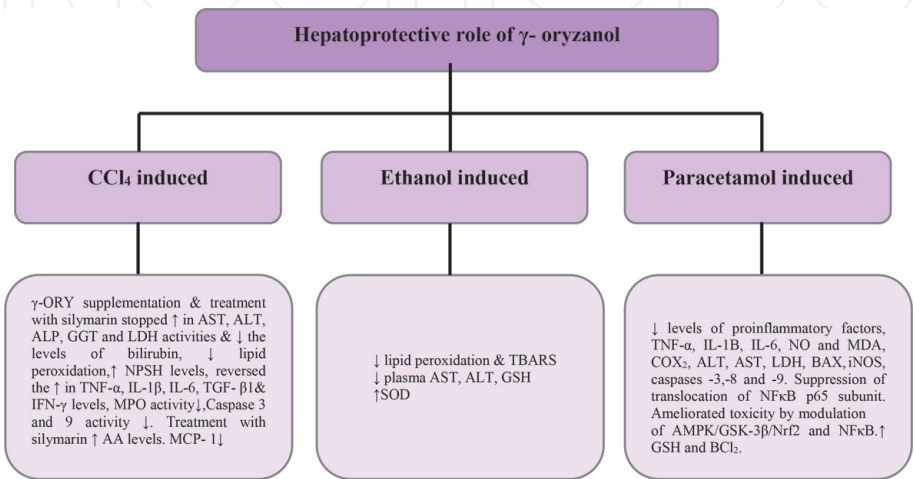 Hepatoprotective role of γ- oryzanol
CCl₄ induced
Ethanol induced
Paracetamol induced
γ-ORY supplementation & treatment
with silymarin stopped ↑ in AST, ALT,
ALP, GGT and LDH activities & ↓ the
levels of bilirubin, ↓ lipid
peroxidation,↑ NPSH levels, reversed
the ↑ in TNF-α, IL-1β, IL-6, TGF- β1&
IFN-γ levels, MPO activity↓,Caspase 3
and 9 activity ↓. Treatment with
silymarin ↑ AA levels. MCP- 1↓
↓ lipid peroxidation & TBARS
↓ plasma AST, ALT, GSH
↑SOD
↓ levels of proinflammatory factors,
TNF-α, IL-1B, IL-6, NO and MDA,
COX₂, ALT, AST, LDH, BAX, iNOS,
caspases -3,-8 and -9. Suppression of
translocation of NFκB p65 subunit.
Ameliorated toxicity by modulation
of AMPK/GSK-3β/Nrf2 and NFκB.↑
GSH and BCl₂.